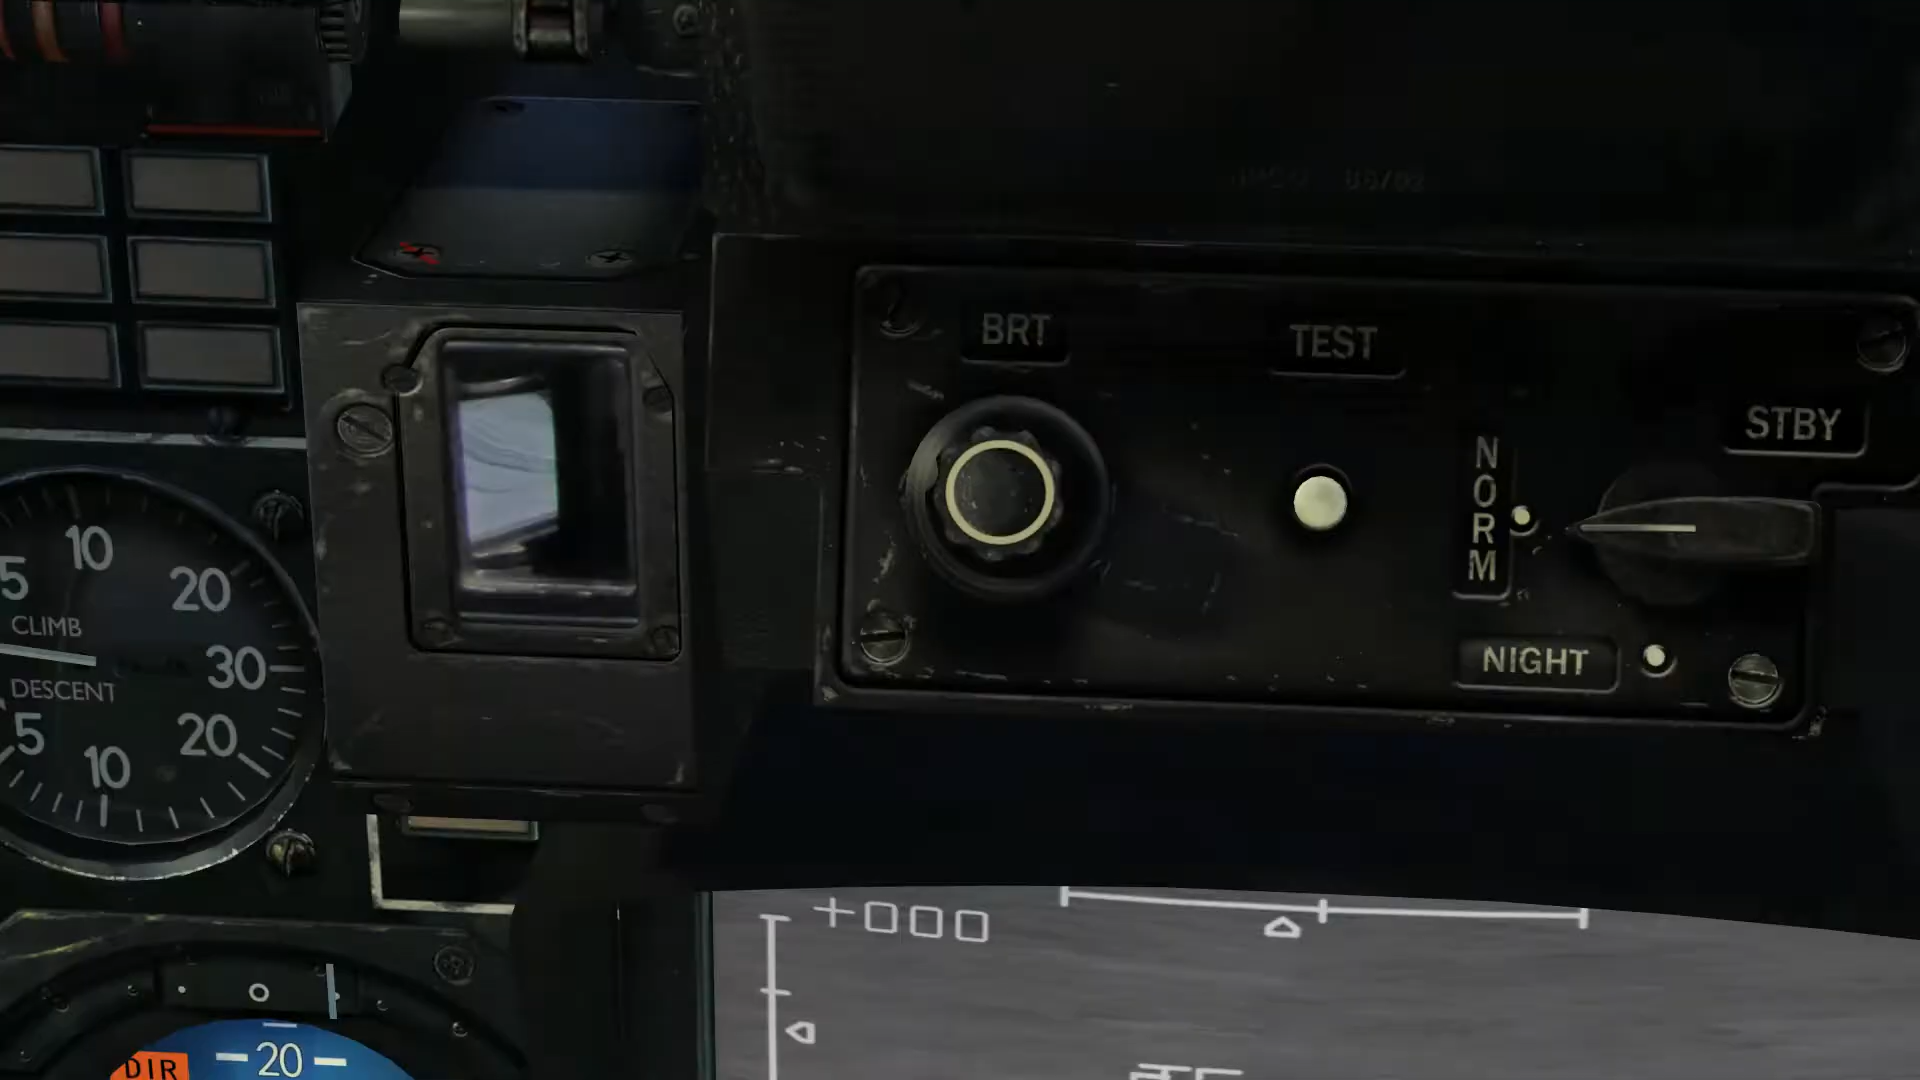 BRT
TEST
STBY
NORM
NIGHT
5
10
20
CLIMB
30
DESCENT
5
10
20
+000
DIR
20